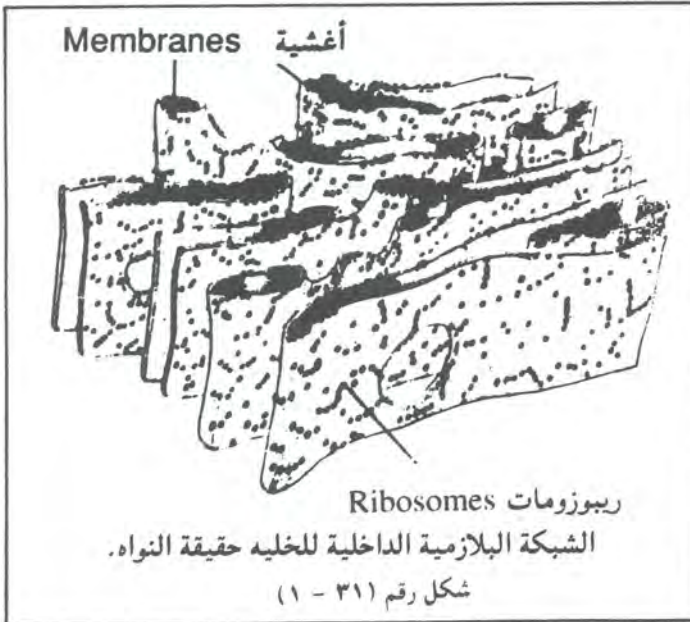 Membranes أغشية
ريبوزومات Ribosomes
الشبكة البلازمية الداخلية للخليه حقيقة النواه.
شكل رقم (٣١ - ١)